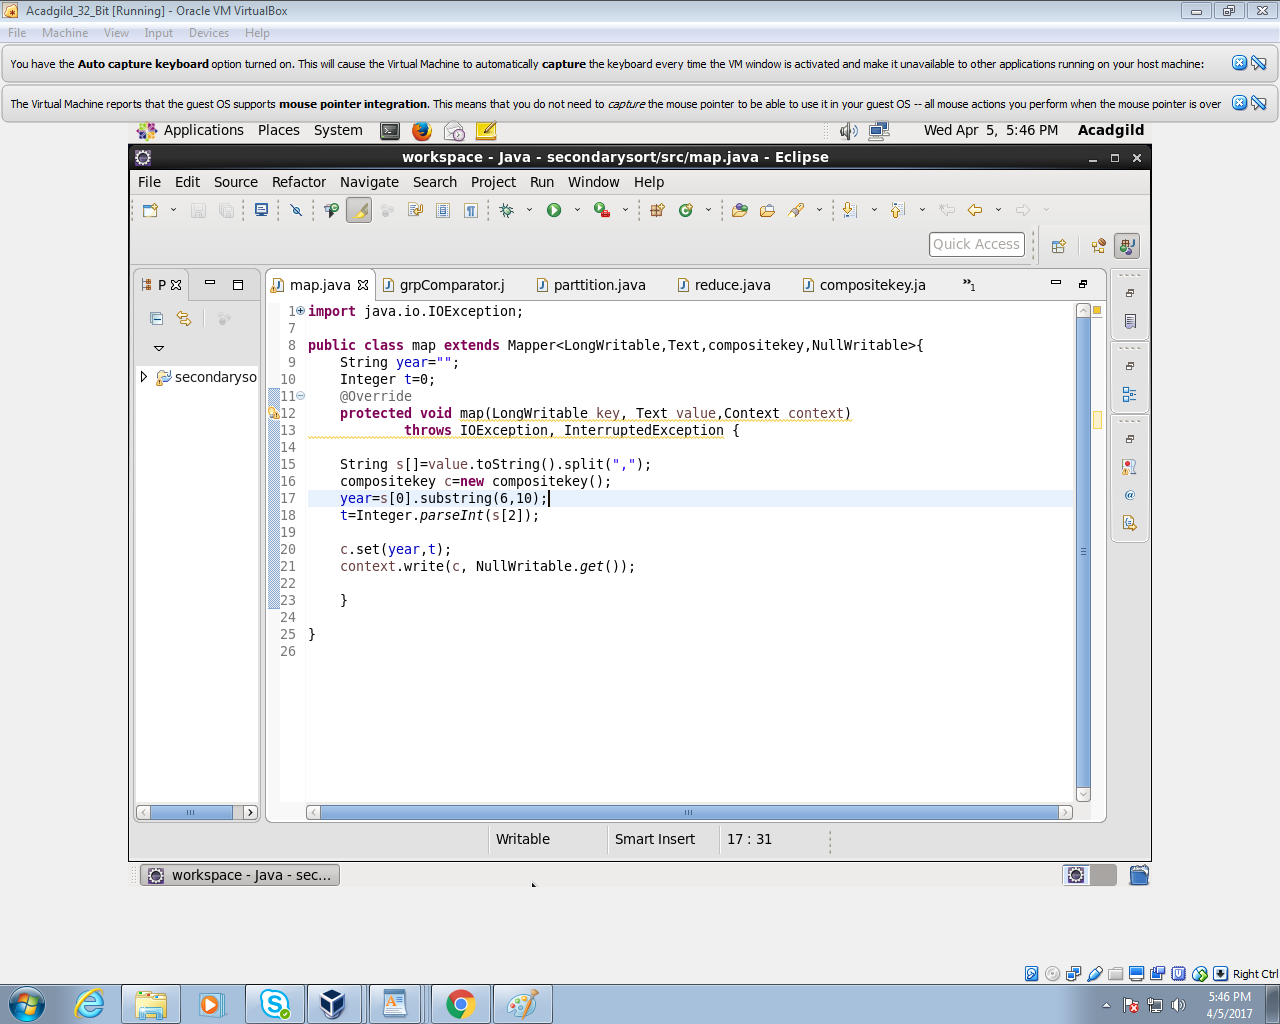 Acadgild_32_Bit [Running] - Oracle VM VirtualBox
File Machine View Input Devices Help
You have the Auto capture keyboard option turned on. This will cause the Virtual Machine to automatically capture the keyboard every time the VM window is activated and make it unavailable to other applications running on your host machine:
The Virtual Machine reports that the guest OS supports mouse pointer integration. This means that you do not need to capture the mouse pointer to be able to use it in your guest OS -- all mouse actions you perform when the mouse pointer is over
Applications Places System Wed Apr 5, 5:46 PM Acadgild
workspace - Java - secondarysort/src/map.java - Eclipse
File Edit Source Refactor Navigate Search Project Run Window Help
Quick Access
P map.java grpComparator.j parttition.java reduce.java compositekey.ja »1
secondaryso
1 import java.io.IOException;
7
8 public class map extends Mapper<LongWritable,Text,compositekey,NullWritable>{
9 String year="";
10 Integer t=0;
11 @Override
12 protected void map(LongWritable key, Text value,Context context)
13 throws IOException, InterruptedException {
14
15 String s[]=value.toString().split(",");
16 compositekey c=new compositekey();
17 year=s[0].substring(6,10);
18 t=Integer.parseInt(s[2]);
19
20 c.set(year,t);
21 context.write(c, NullWritable.get());
22
23 }
24
25 }
26
Writable Smart Insert 17 : 31
workspace - Java - sec...
Right Ctrl
5:46 PM
4/5/2017